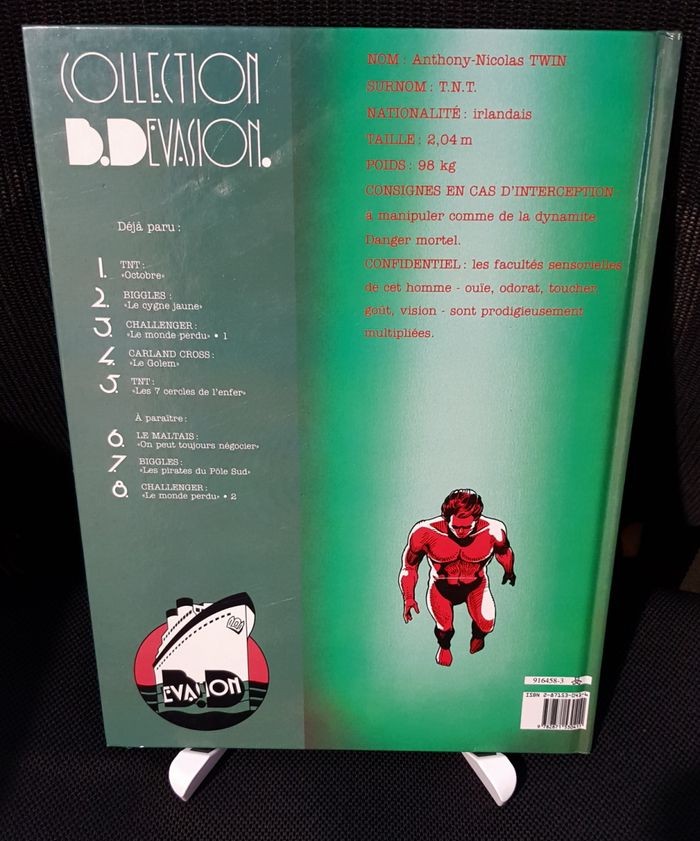 COLLECTION
B.DEVASION.
Déjà paru :
1. TNT :
«Octobre»
2. BIGGLES :
«Le cygne jaune»
3. CHALLENGER :
«Le monde perdu» • 1
4. CARLAND CROSS :
«Le Golem»
5. TNT :
«Les 7 cercles de l'enfer»
À paraître :
6. LE MALTAIS :
«On peut toujours négocier»
7. BIGGLES :
«Les pirates du Pôle Sud»
8. CHALLENGER :
«Le monde perdu» • 2
B.D
EVASION
NOM : Anthony-Nicolas TWIN
SURNOM : T.N.T.
NATIONALITÉ : irlandais
TAILLE : 2,04 m
POIDS : 98 kg
CONSIGNES EN CAS D'INTERCEPTION :
a manipuler comme de la dynamite.
Danger mortel.
CONFIDENTIEL : les facultés sensorielles
de cet homme - ouïe, odorat, toucher,
goût, vision - sont prodigieusement
multipliées.
916458-3